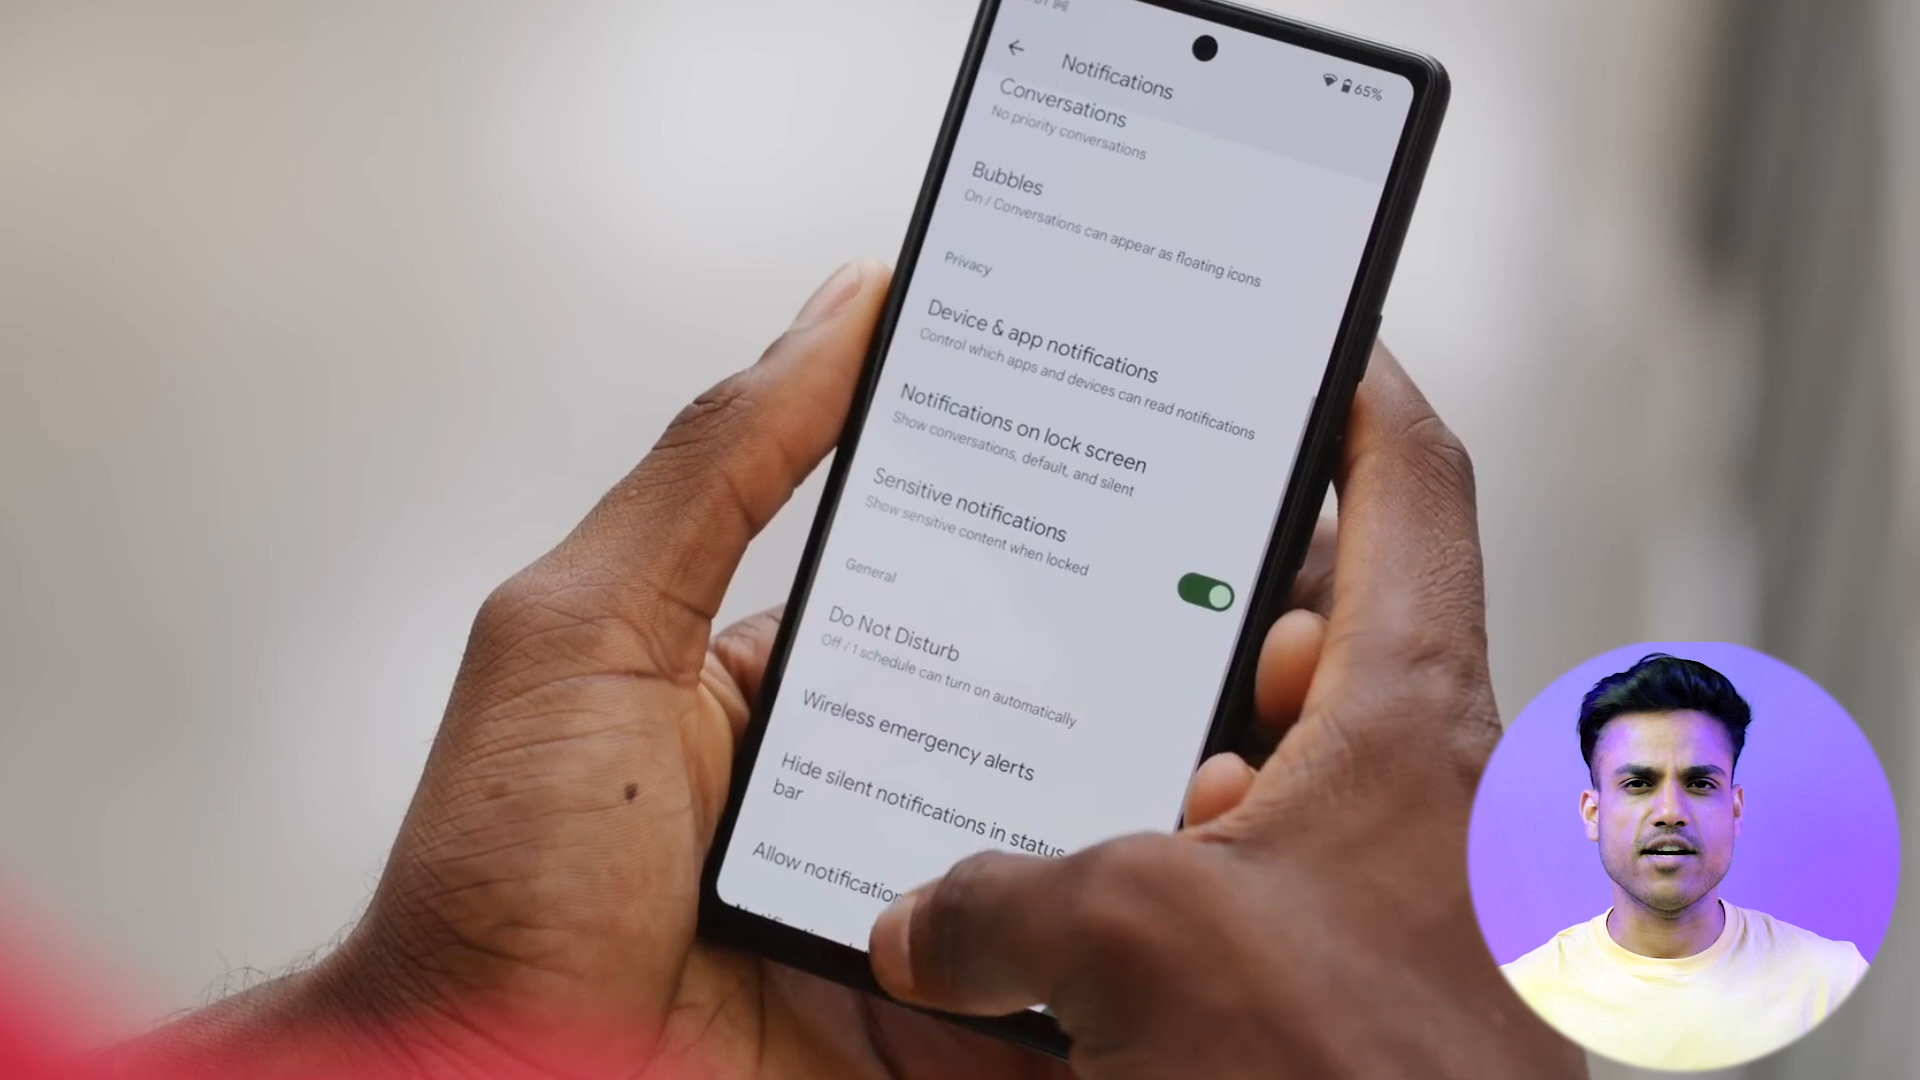 Notifications
65%
Conversations
No priority conversations
Bubbles
On / Conversations can appear as floating icons
Privacy
Device & app notifications
Control which apps and devices can read notifications
Notifications on lock screen
Show conversations, default, and silent
Sensitive notifications
Show sensitive content when locked
General
Do Not Disturb
Off / 1 schedule can turn on automatically
Wireless emergency alerts
Hide silent notifications in status
bar
Allow notification